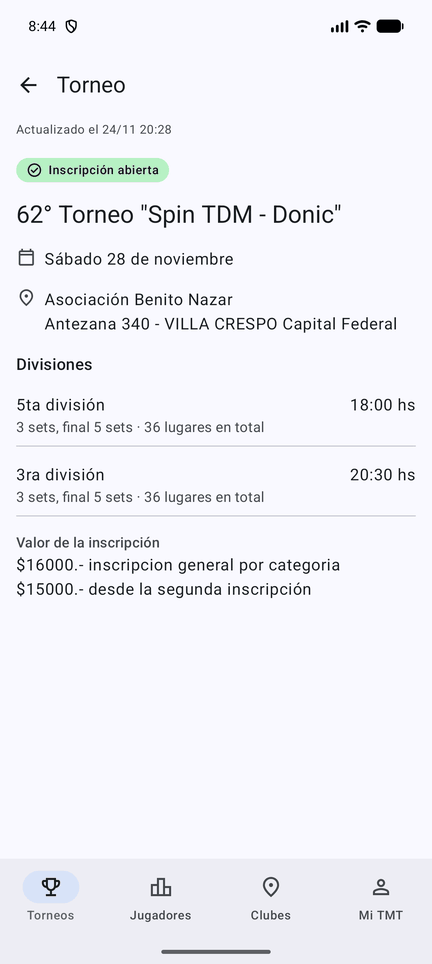 8:44
Torneo
Actualizado el 24/11 20:28
Inscripción abierta
62° Torneo "Spin TDM - Donic"
Sábado 28 de noviembre
Asociación Benito Nazar
Antezana 340 - VILLA CRESPO Capital Federal
Divisiones
5ta división 18:00 hs
3 sets, final 5 sets · 36 lugares en total
3ra división 20:30 hs
3 sets, final 5 sets · 36 lugares en total
Valor de la inscripción
$16000.- inscripcion general por categoria
$15000.- desde la segunda inscripción
Torneos Jugadores Clubes Mi TMT